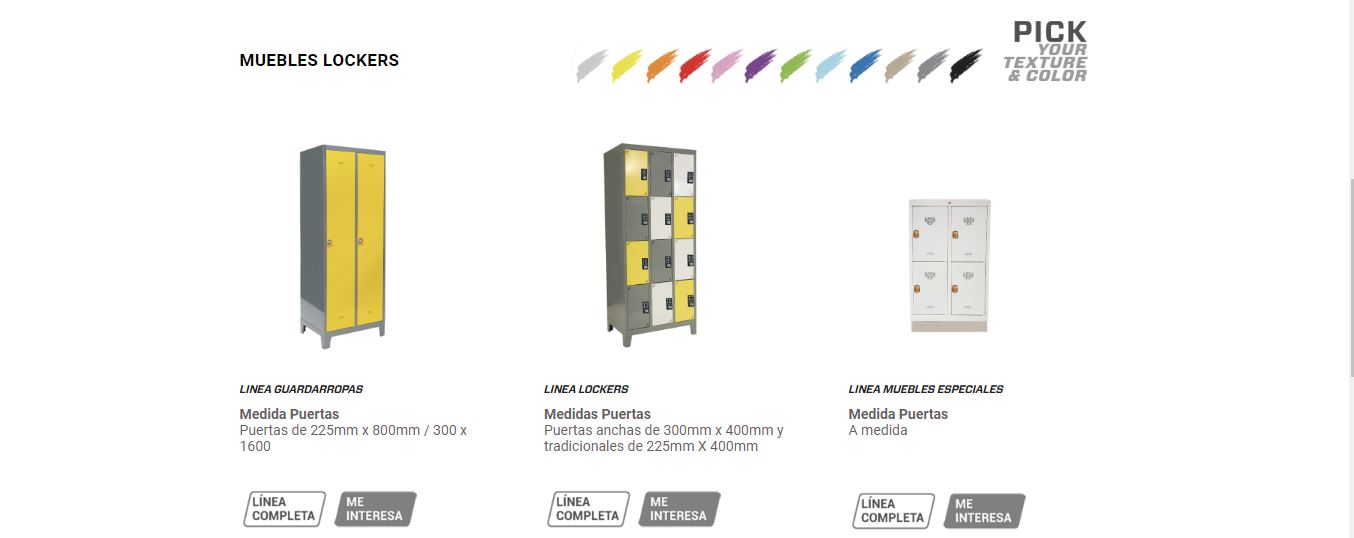 MUEBLES LOCKERS
PICK
YOUR
TEXTURE
& COLOR
LINEA GUARDARROPAS
Medida Puertas
Puertas de 225mm x 800mm / 300 x
1600
LÍNEA
COMPLETA
ME
INTERESA
LINEA LOCKERS
Medidas Puertas
Puertas anchas de 300mm x 400mm y
tradicionales de 225mm X 400mm
LÍNEA
COMPLETA
ME
INTERESA
LINEA MUEBLES ESPECIALES
Medida Puertas
A medida
LÍNEA
COMPLETA
ME
INTERESA